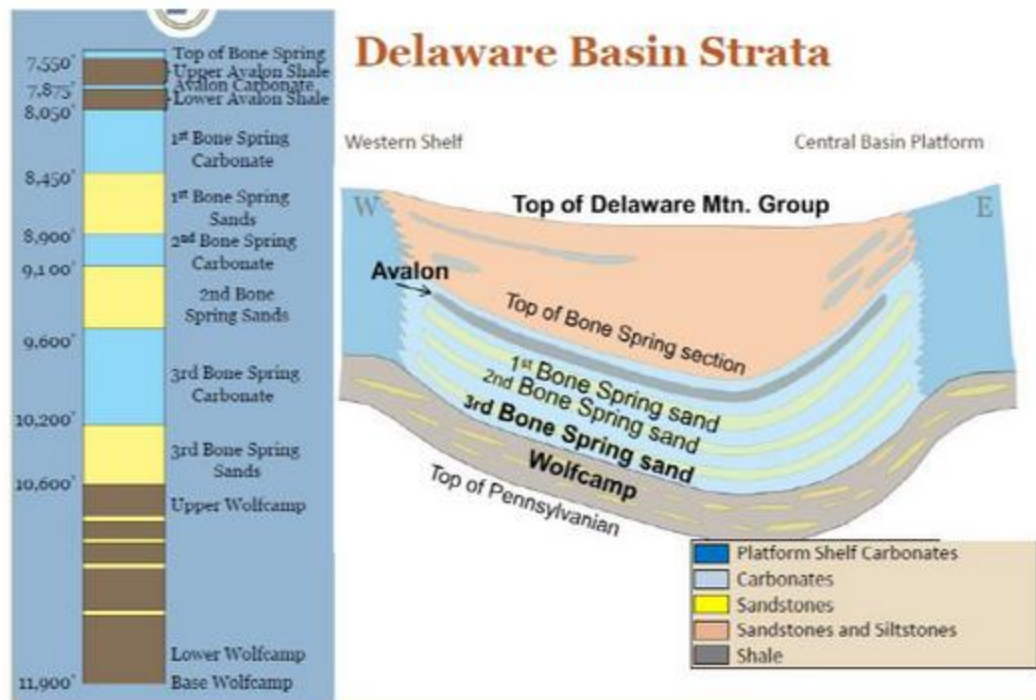 Delaware Basin Strata
7,550'
7,875'
8,050'
8,450'
8,900'
9,100'
9,600'
10,200'
10,600'
11,900'
Top of Bone Spring
Upper Avalon Shale
Avalon Carbonate
Lower Avalon Shale
1st Bone Spring
Carbonate
1st Bone Spring
Sands
2nd Bone Spring
Carbonate
2nd Bone
Spring Sands
3rd Bone Spring
Carbonate
3rd Bone Spring
Sands
Upper Wolfcamp
Lower Wolfcamp
Base Wolfcamp
Western Shelf
Central Basin Platform
W
Top of Delaware Mtn. Group
E
Avalon
Top of Bone Spring section
1st Bone Spring sand
2nd Bone Spring sand
3rd Bone Spring sand
Wolfcamp
Top of Pennsylvanian
Platform Shelf Carbonates
Carbonates
Sandstones
Sandstones and Siltstones
Shale